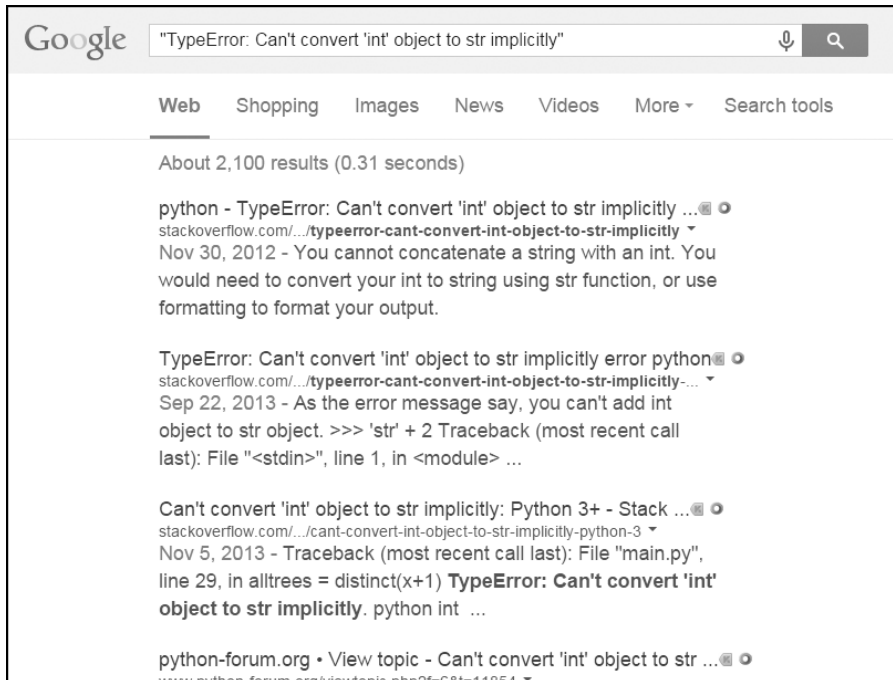 Google "TypeError: Can't convert 'int' object to str implicitly"
Web Shopping Images News Videos More Search tools
About 2,100 results (0.31 seconds)
python - TypeError: Can't convert 'int' object to str implicitly ...
stackoverflow.com/.../typeerror-cant-convert-int-object-to-str-implicitly
Nov 30, 2012 - You cannot concatenate a string with an int. You
would need to convert your int to string using str function, or use
formatting to format your output.
TypeError: Can't convert 'int' object to str implicitly error python
stackoverflow.com/.../typeerror-cant-convert-int-object-to-str-implicitly-...
Sep 22, 2013 - As the error message say, you can't add int
object to str object. >>> 'str' + 2 Traceback (most recent call
last): File "<stdin>", line 1, in <module> ...
Can't convert 'int' object to str implicitly: Python 3+ - Stack ...
stackoverflow.com/.../cant-convert-int-object-to-str-implicitly-python-3
Nov 5, 2013 - Traceback (most recent call last): File "main.py",
line 29, in alltrees = distinct(x+1) TypeError: Can't convert 'int'
object to str implicitly. python int ...
python-forum.org • View topic - Can't convert 'int' object to str ...